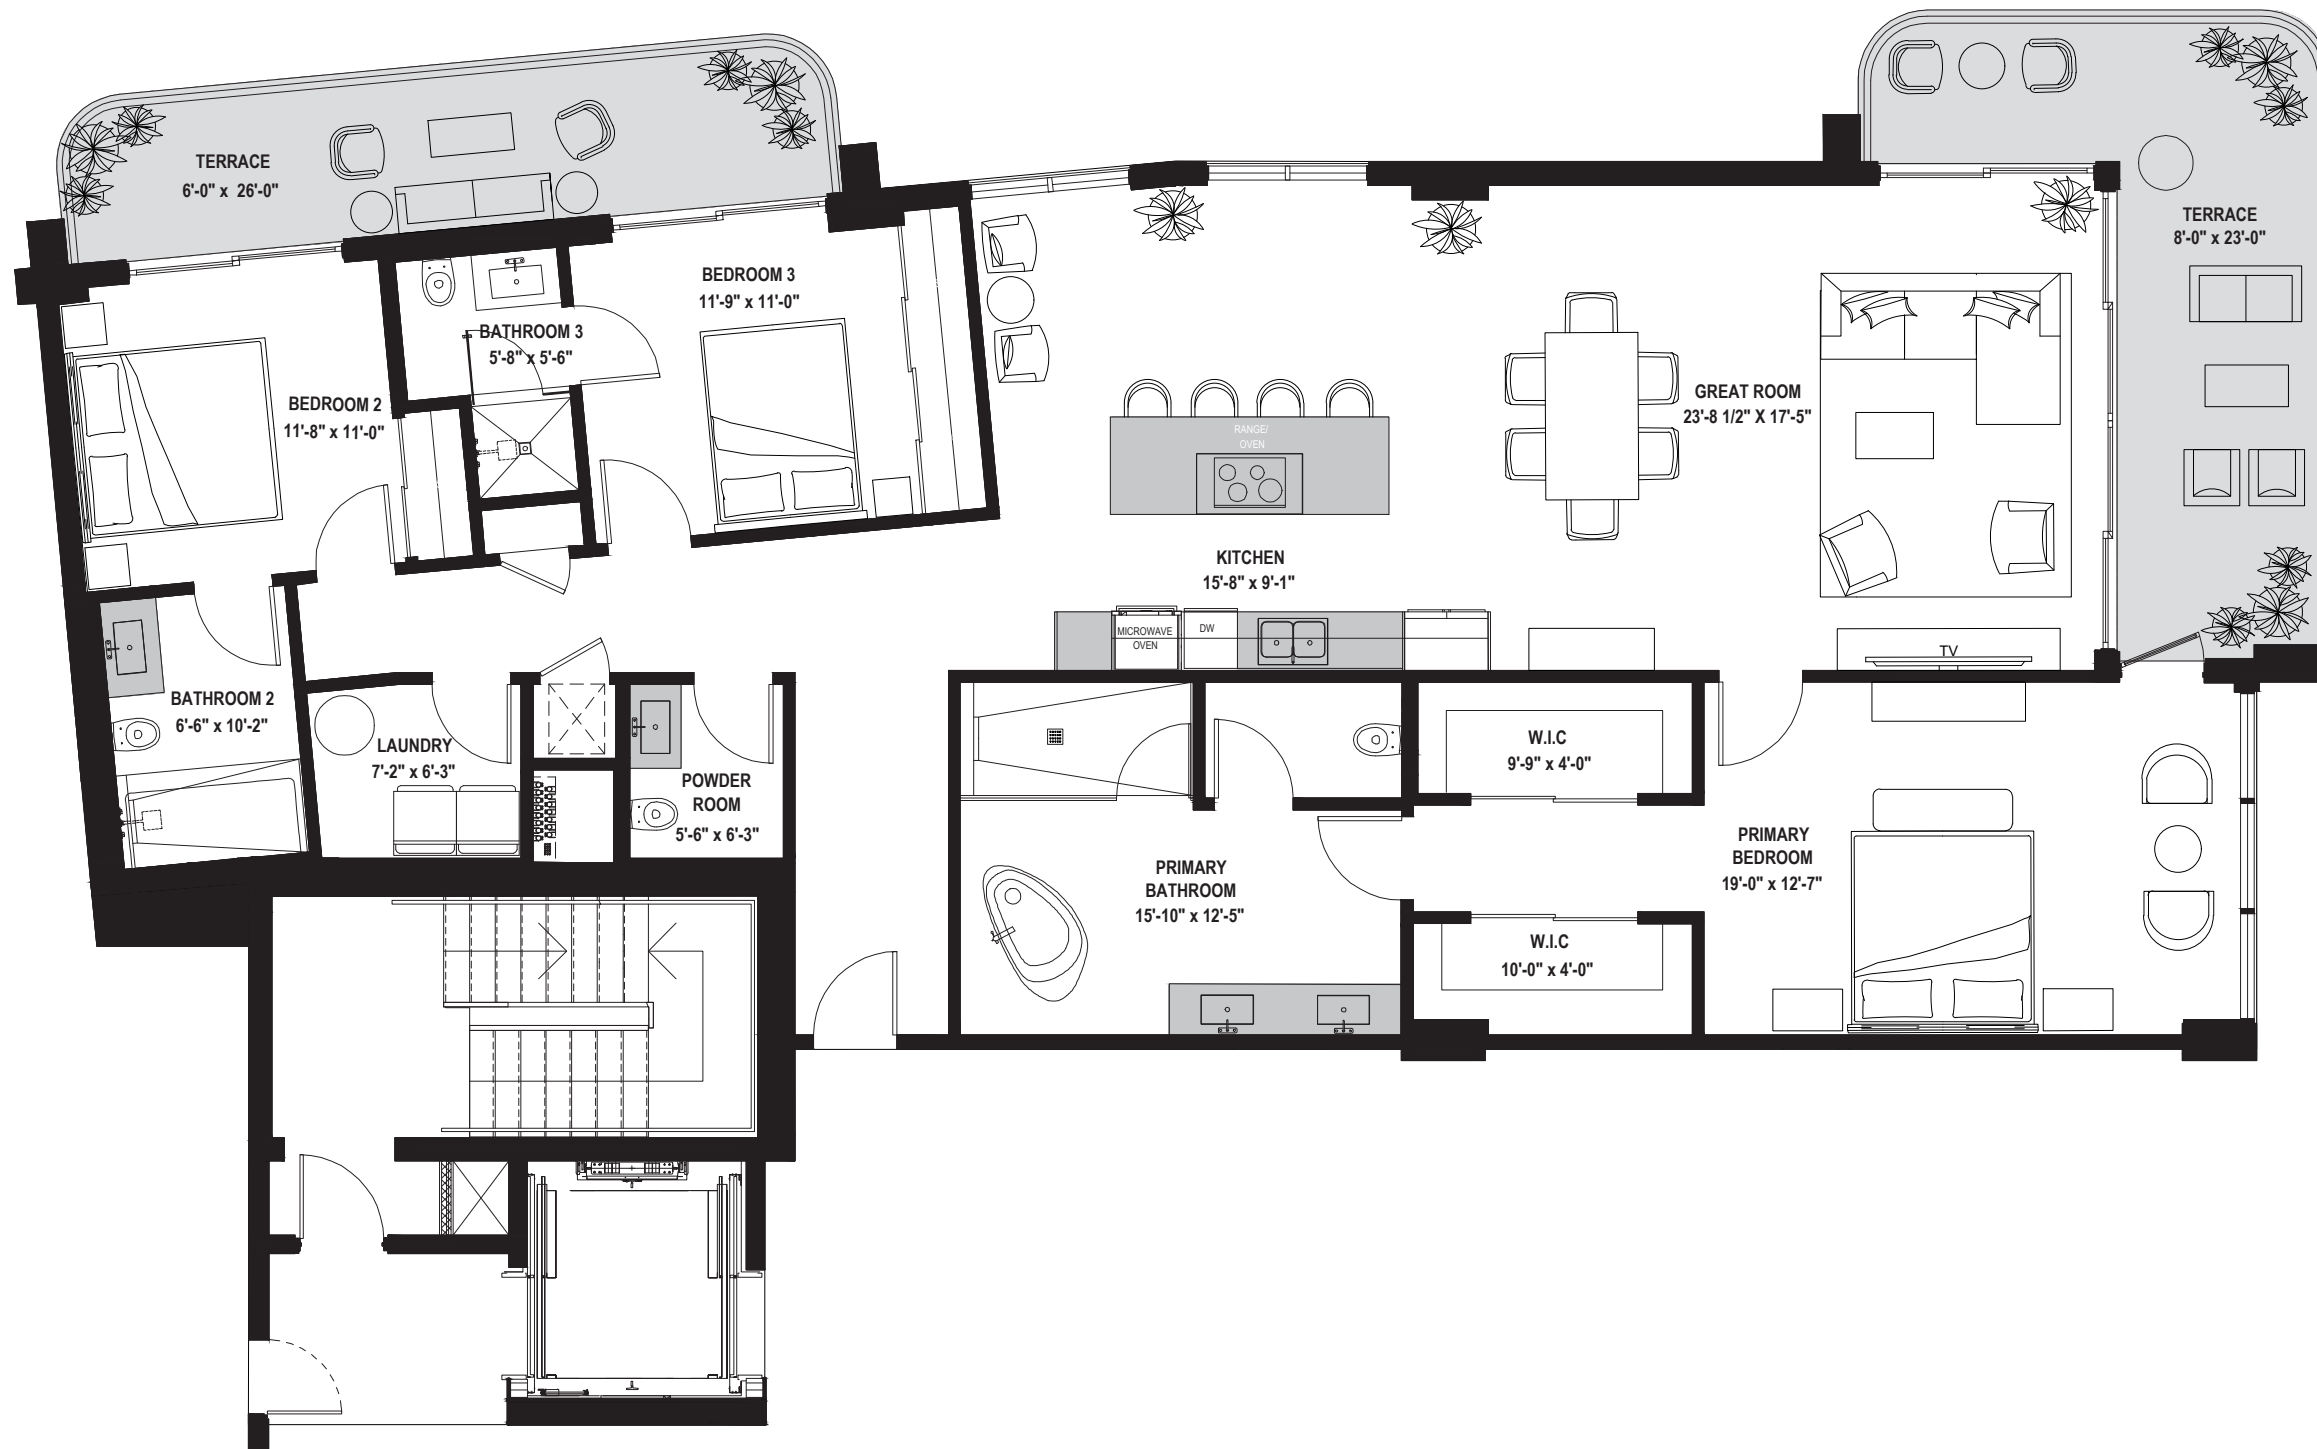 TERRACE
6'-0" x 26'-0"
TERRACE
8'-0" x 23'-0"
BEDROOM 3
11'-9" x 11'-0"
BATHROOM 3
5'-8" x 5'-6"
BEDROOM 2
11'-8" x 11'-0"
GREAT ROOM
23'-8 1/2" X 17'-5"
RANGE/
OVEN
KITCHEN
15'-8" x 9'-1"
MICROWAVE
OVEN
DW
TV
BATHROOM 2
6'-6" x 10'-2"
LAUNDRY
7'-2" x 6'-3"
POWDER
ROOM
5'-6" x 6'-3"
W.I.C
9'-9" x 4'-0"
PRIMARY
BEDROOM
19'-0" x 12'-7"
PRIMARY
BATHROOM
15'-10" x 12'-5"
W.I.C
10'-0" x 4'-0"